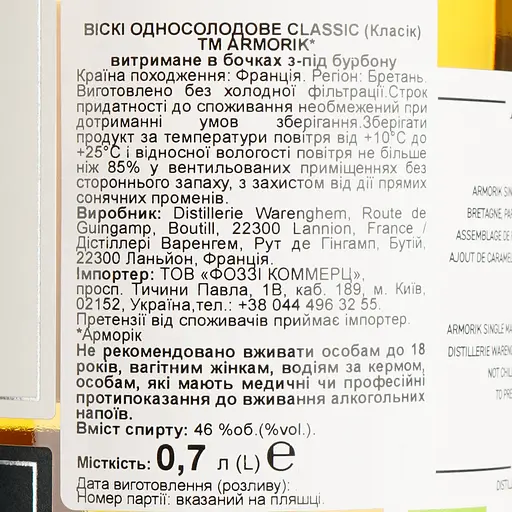 ВІСКІ ОДНОСОЛОДОВЕ CLASSIC (Класік)
ТМ ARMORIK*
витримане в бочках з-під бурбону
Країна походження: Франція. Регіон: Бретань.
Виготовлено без холодної фільтрації.Строк
придатності до споживання необмежений при
дотриманні умов зберігання.Зберігати
продукт за температури повітря від +10°С до
+25°С і відносної вологості повітря не більше
ніж 85% у вентильованих приміщеннях без
стороннього запаху, з захистом від дії прямих
сонячних променів.
Виробник: Distillerie Warenghem, Route de
Guingamp, Boutill, 22300 Lannion, France /
Дістіллері Варенгем, Рут де Гінгамп, Бутій,
22300 Ланьйон, Франція.
Імпортер: ТОВ «ФОЗЗІ КОММЕРЦ»,
просп. Тичини Павла, 1В, каб. 189, м. Київ,
02152, Україна,тел.: +38 044 496 32 55.
Претензії від споживачів приймає імпортер.
*Арморік
Не рекомендовано вживати особам до 18
років, вагітним жінкам, водіям за кермом,
особам, які мають медичні чи професійні
протипоказання до вживання алкогольних
напоїв.
Вміст спирту: 46 %об.(%vol.).
Місткість: 0,7 л (L) e
Дата виготовлення (розливу):
Номер партії: вказаний на пляшці.
ARMORIK SIN
BRETAGNE, PAR
ASSEMBLAGE DE
AJOUT DE CARAMEL
ARMORIK SINGLE MA
DISTILLERIE WAREN
NOT CHIL
TO PRE
DISTIL